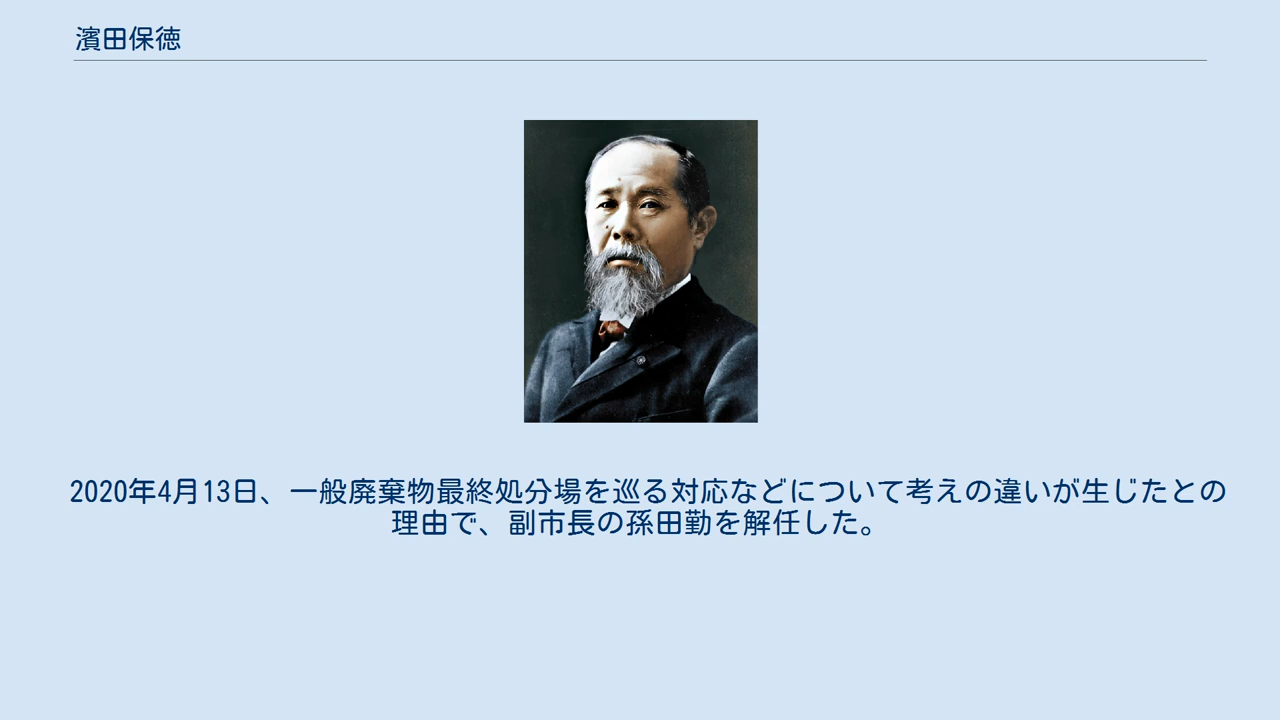 濱田保徳
2020年4月13日、一般廃棄物最終処分場を巡る対応などについて考えの違いが生じたとの
理由で、副市長の孫田勤を解任した。